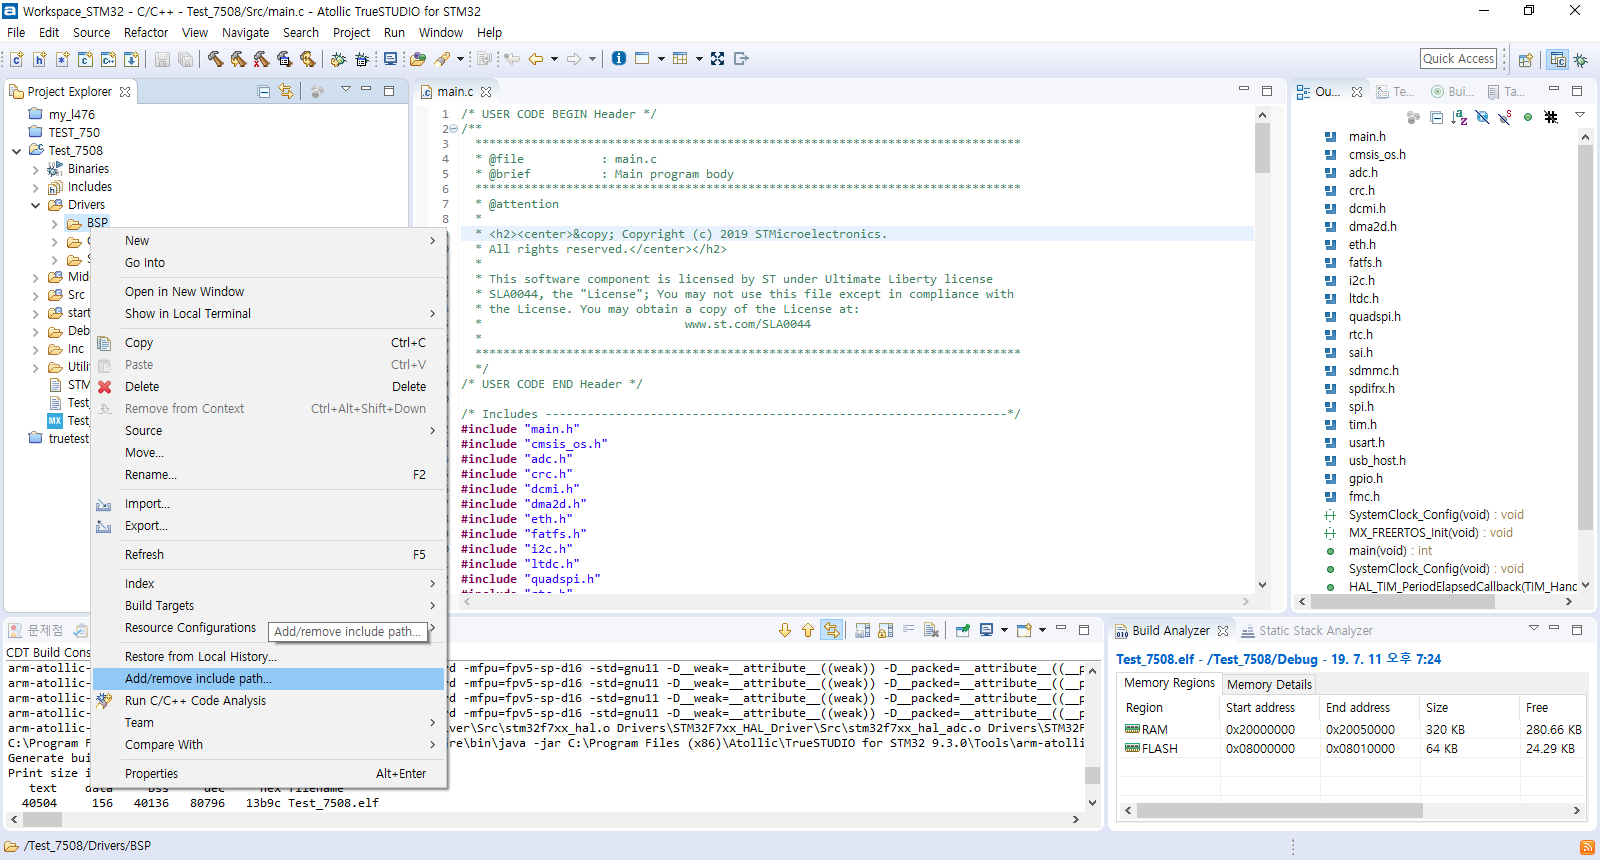 Workspace_STM32 - C/C++ - Test_7508/Src/main.c - Atollic TrueSTUDIO for STM32
File Edit Source Refactor View Navigate Search Project Run Window Help
Quick Access
Project Explorer
my_l476
TEST_750
Test_7508
Binaries
Includes
Drivers
BSP
Src
start
Deb
Inc
Utili
STM
Test_
MX Test_
truetest
New
Go Into
Open in New Window
Show in Local Terminal
Copy Ctrl+C
Paste Ctrl+V
Delete Delete
Remove from Context Ctrl+Alt+Shift+Down
Source
Move...
Rename... F2
Import...
Export...
Refresh F5
Index
Build Targets
Resource Configurations
Add/remove include path...
Restore from Local History...
Add/remove include path...
Run C/C++ Code Analysis
Team
Compare With
Properties Alt+Enter
main.c
1 /* USER CODE BEGIN Header */
2 /**
3 ******************************************************************************
4 * @file : main.c
5 * @brief : Main program body
6 ******************************************************************************
7 * @attention
8 *
* <h2><center>&copy; Copyright (c) 2019 STMicroelectronics.
* All rights reserved.</center></h2>
*
* This software component is licensed by ST under Ultimate Liberty license
* SLA0044, the "License"; You may not use this file except in compliance with
* the License. You may obtain a copy of the License at:
* www.st.com/SLA0044
*
******************************************************************************
*/
/* USER CODE END Header */
/* Includes ------------------------------------------------------------------*/
#include "main.h"
#include "cmsis_os.h"
#include "adc.h"
#include "crc.h"
#include "dcmi.h"
#include "dma2d.h"
#include "eth.h"
#include "fatfs.h"
#include "i2c.h"
#include "ltdc.h"
#include "quadspi.h"
Ou... Te... Bui... Ta...
main.h
cmsis_os.h
adc.h
crc.h
dcmi.h
dma2d.h
eth.h
fatfs.h
i2c.h
ltdc.h
quadspi.h
rtc.h
sai.h
sdmmc.h
spdifrx.h
spi.h
tim.h
usart.h
usb_host.h
gpio.h
fmc.h
SystemClock_Config(void) : void
MX_FREERTOS_Init(void) : void
main(void) : int
SystemClock_Config(void) : void
HAL_TIM_PeriodElapsedCallback(TIM_Hanc
문제점
CDT Build Cons
arm-atollic- rd -mfpu=fpv5-sp-d16 -std=gnu11 -D__weak=__attribute__((weak)) -D__packed=__attribute__((__p
arm-atollic- rd -mfpu=fpv5-sp-d16 -std=gnu11 -D__weak=__attribute__((weak)) -D__packed=__attribute__((__p
arm-atollic- rd -mfpu=fpv5-sp-d16 -std=gnu11 -D__weak=__attribute__((weak)) -D__packed=__attribute__((__p
arm-atollic- rd -mfpu=fpv5-sp-d16 -std=gnu11 -D__weak=__attribute__((weak)) -D__packed=__attribute__((__p
arm-atollic- r\Src\stm32f7xx_hal.o Drivers\STM32F7xx_HAL_Driver\Src\stm32f7xx_hal_adc.o Drivers\STM32F7
C:\Program F re\bin\java -jar C:\Program Files (x86)\Atollic\TrueSTUDIO for STM32 9.3.0\Tools\arm-atolli
Generate bui
Print size i
text data bss dec hex filename
40504 156 40136 80796 13b9c Test_7508.elf
Build Analyzer Static Stack Analyzer
Test_7508.elf - /Test_7508/Debug - 19. 7. 11 오후 7:24
Memory Regions Memory Details
Region Start address End address Size Free
RAM 0x20000000 0x20050000 320 KB 280.66 KB
FLASH 0x08000000 0x08010000 64 KB 24.29 KB
/Test_7508/Drivers/BSP